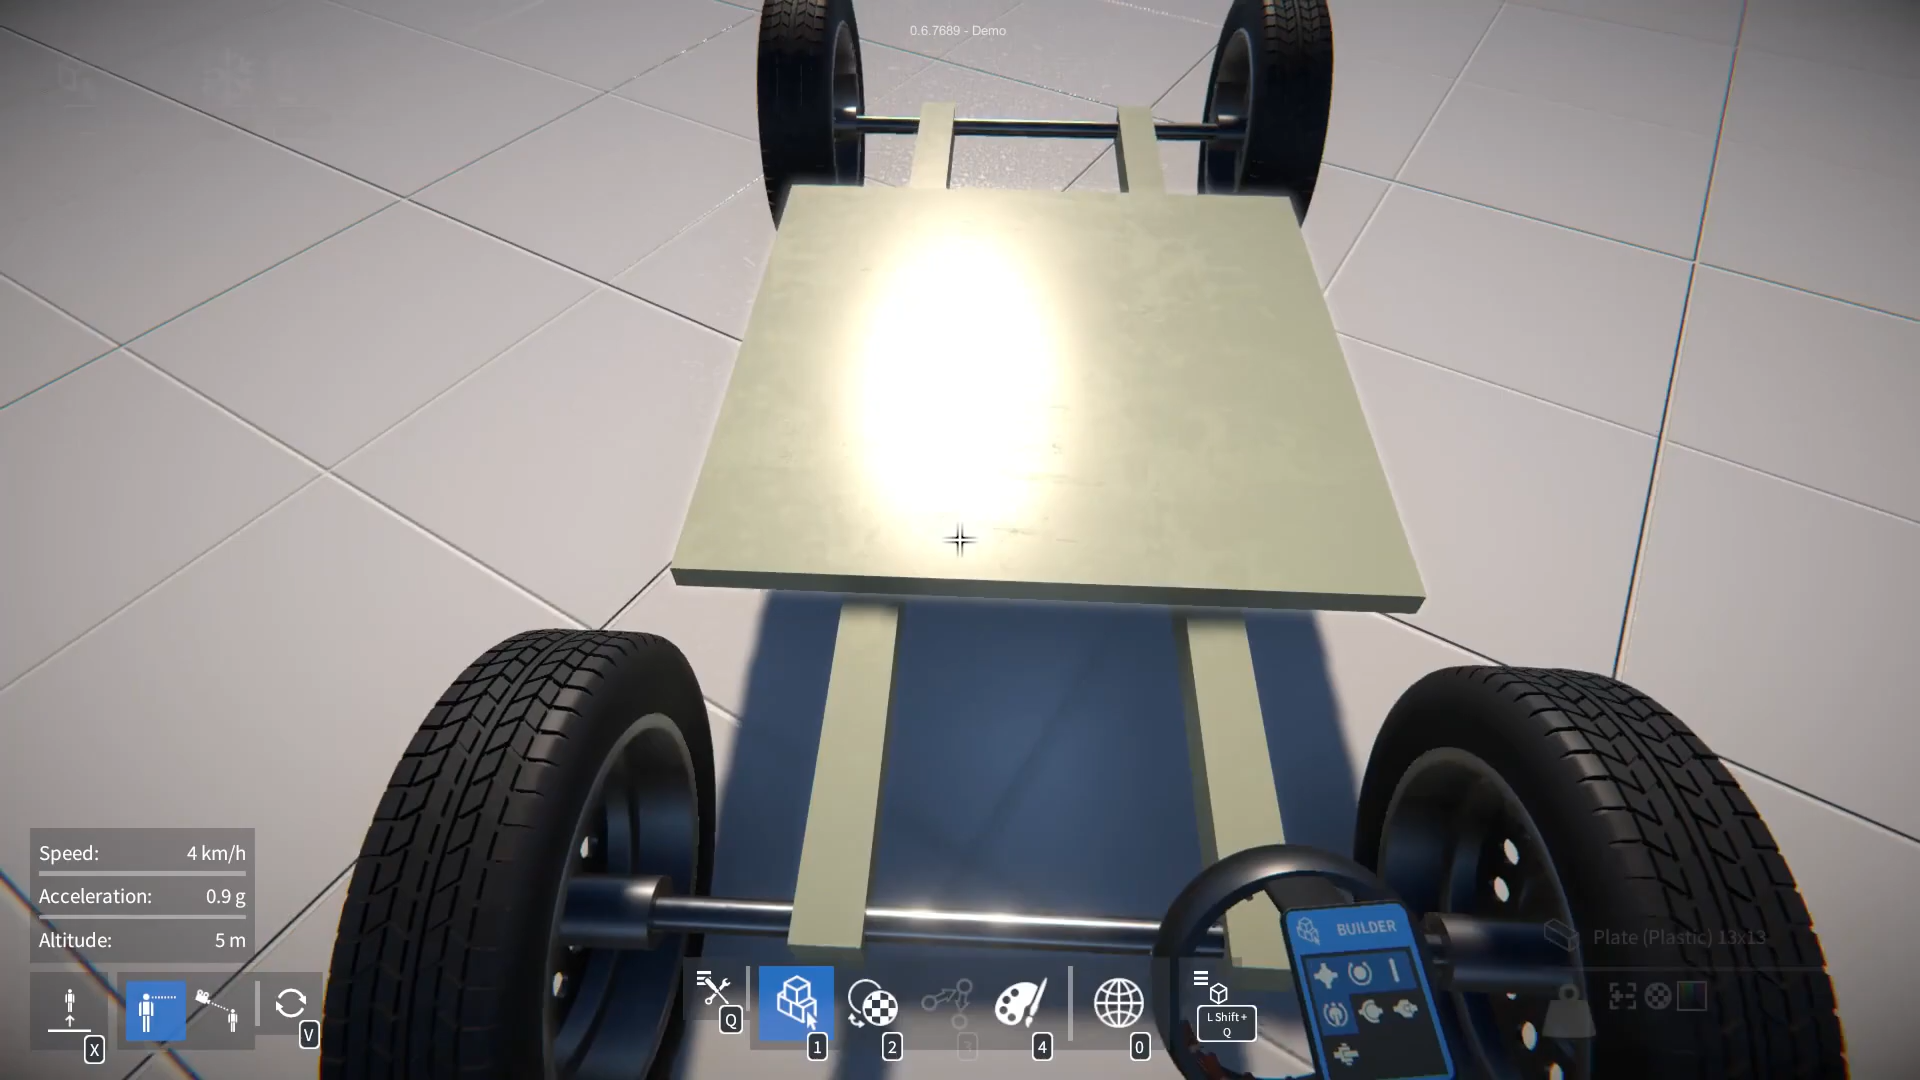 0.6.7689 - Demo
Speed: 4 km/h
Acceleration: 0.9 g
Altitude: 5 m
BUILDER
Plate (Plastic) 13x13
X
V
Q
1
2
3
4
0
L Shift+
Q